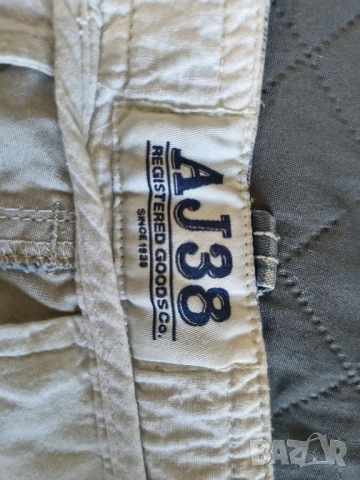 AJ38
REGISTERED GOODS Co.
SINCE 1938
BAZAR